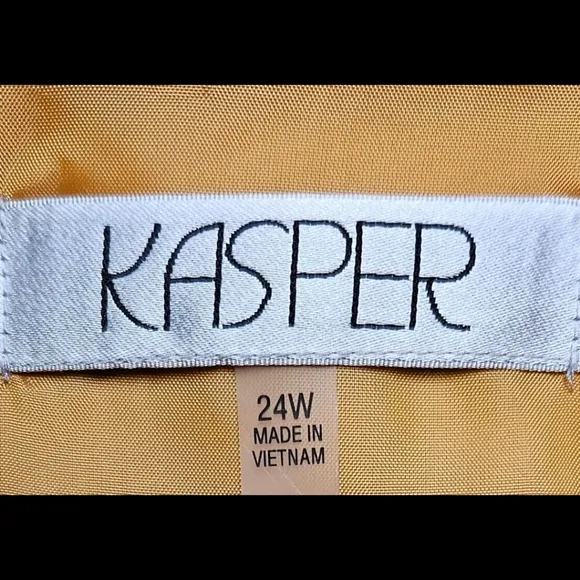 KASPER
24W
MADE IN
VIETNAM